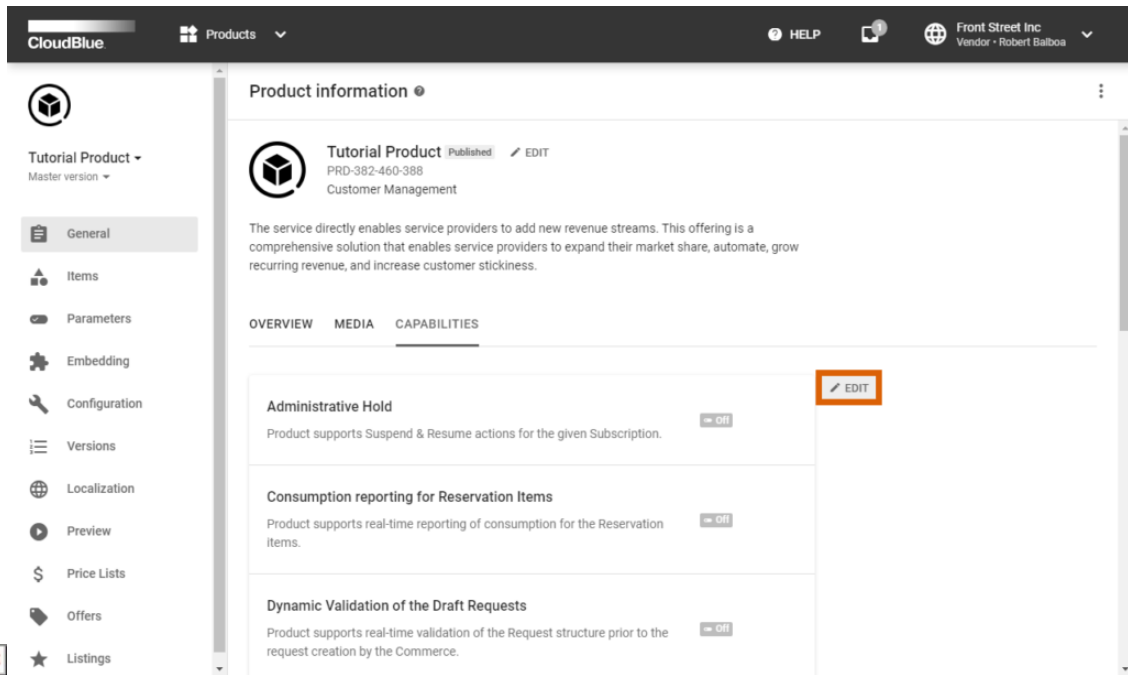 CloudBlue.
Products
HELP
1
Front Street Inc
Vendor • Robert Balboa
Tutorial Product
Master version
General
Items
Parameters
Embedding
Configuration
Versions
Localization
Preview
Price Lists
Offers
Listings
Product information
Tutorial Product Published EDIT
PRD-382-460-388
Customer Management
The service directly enables service providers to add new revenue streams. This offering is a
comprehensive solution that enables service providers to expand their market share, automate, grow
recurring revenue, and increase customer stickiness.
OVERVIEW MEDIA CAPABILITIES
EDIT
Administrative Hold
Product supports Suspend & Resume actions for the given Subscription.
Off
Consumption reporting for Reservation Items
Product supports real-time reporting of consumption for the Reservation
items.
Off
Dynamic Validation of the Draft Requests
Product supports real-time validation of the Request structure prior to the
request creation by the Commerce.
Off